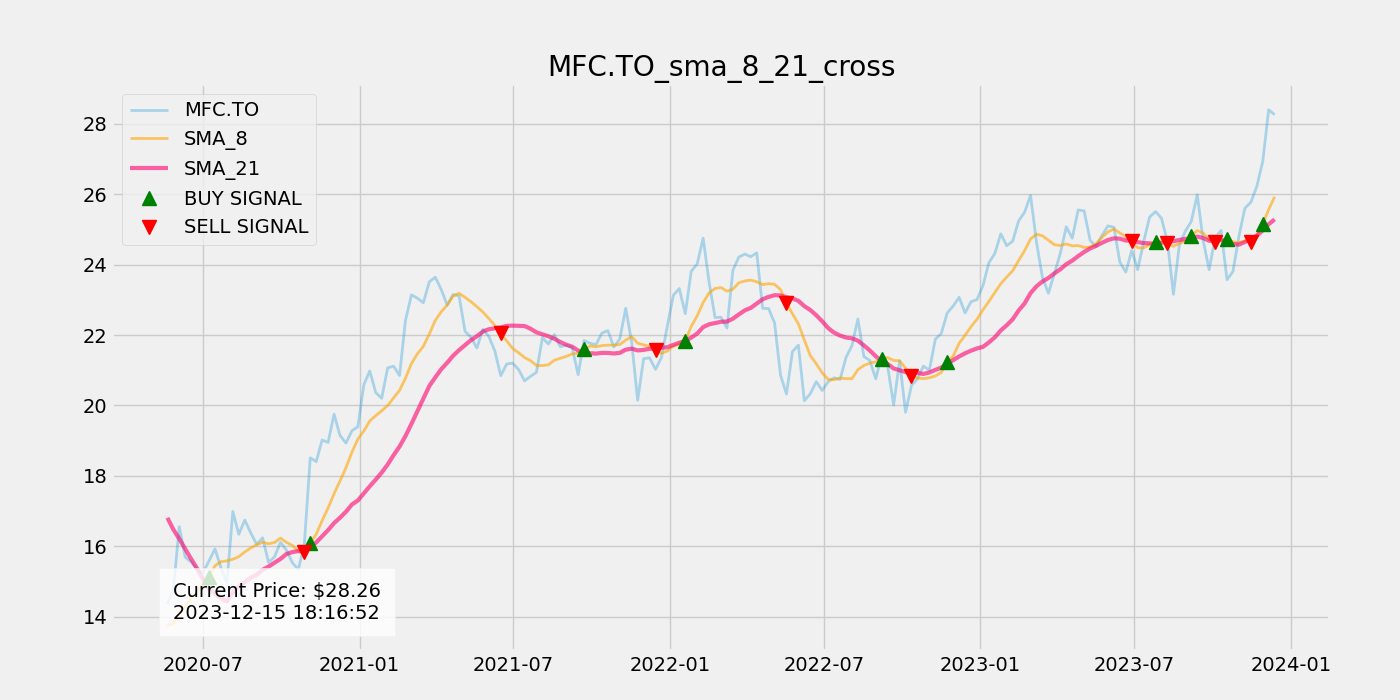 MFC.TO_sma_8_21_cross
MFC.TO
SMA_8
SMA_21
BUY SIGNAL
SELL SIGNAL
28
26
24
22
20
18
16
14
Current Price: $28.26
2023-12-15 18:16:52
2020-07
2021-01
2021-07
2022-01
2022-07
2023-01
2023-07
2024-01